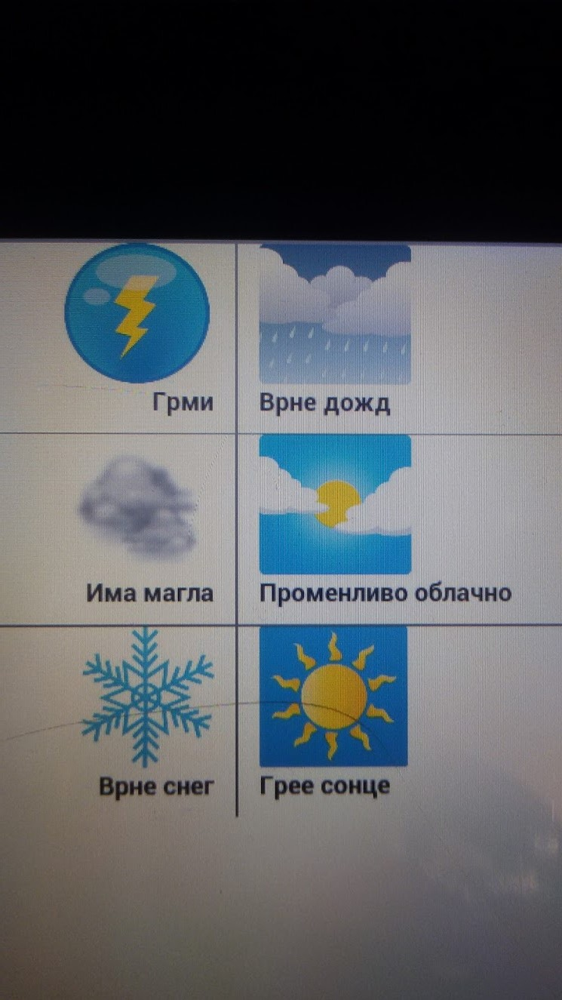 Грми
Врне дожд
Има магла
Променливо облачно
Врне снег
Грее сонце